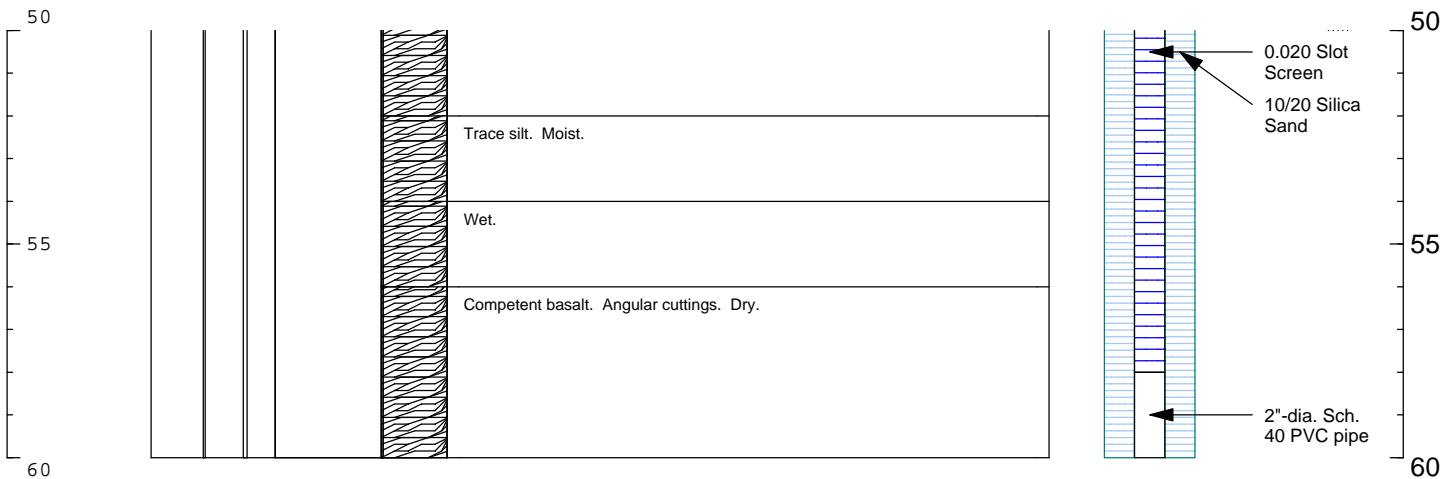 50
50
0.020 Slot
Screen
10/20 Silica
Sand
Trace silt.  Moist.
Wet.
55
55
Competent basalt.  Angular cuttings.  Dry.
2"-dia. Sch.
40 PVC pipe
60
60